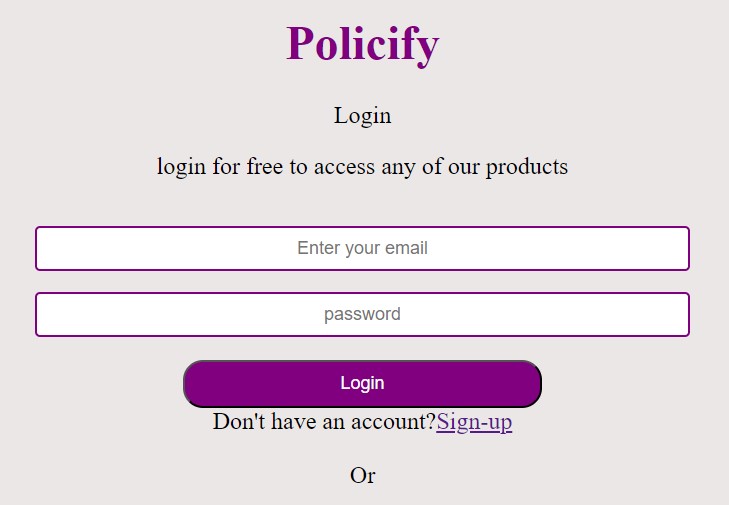 Policify
Login
login for free to access any of our products
Enter your email
password
Login
Don't have an account?Sign-up
Or